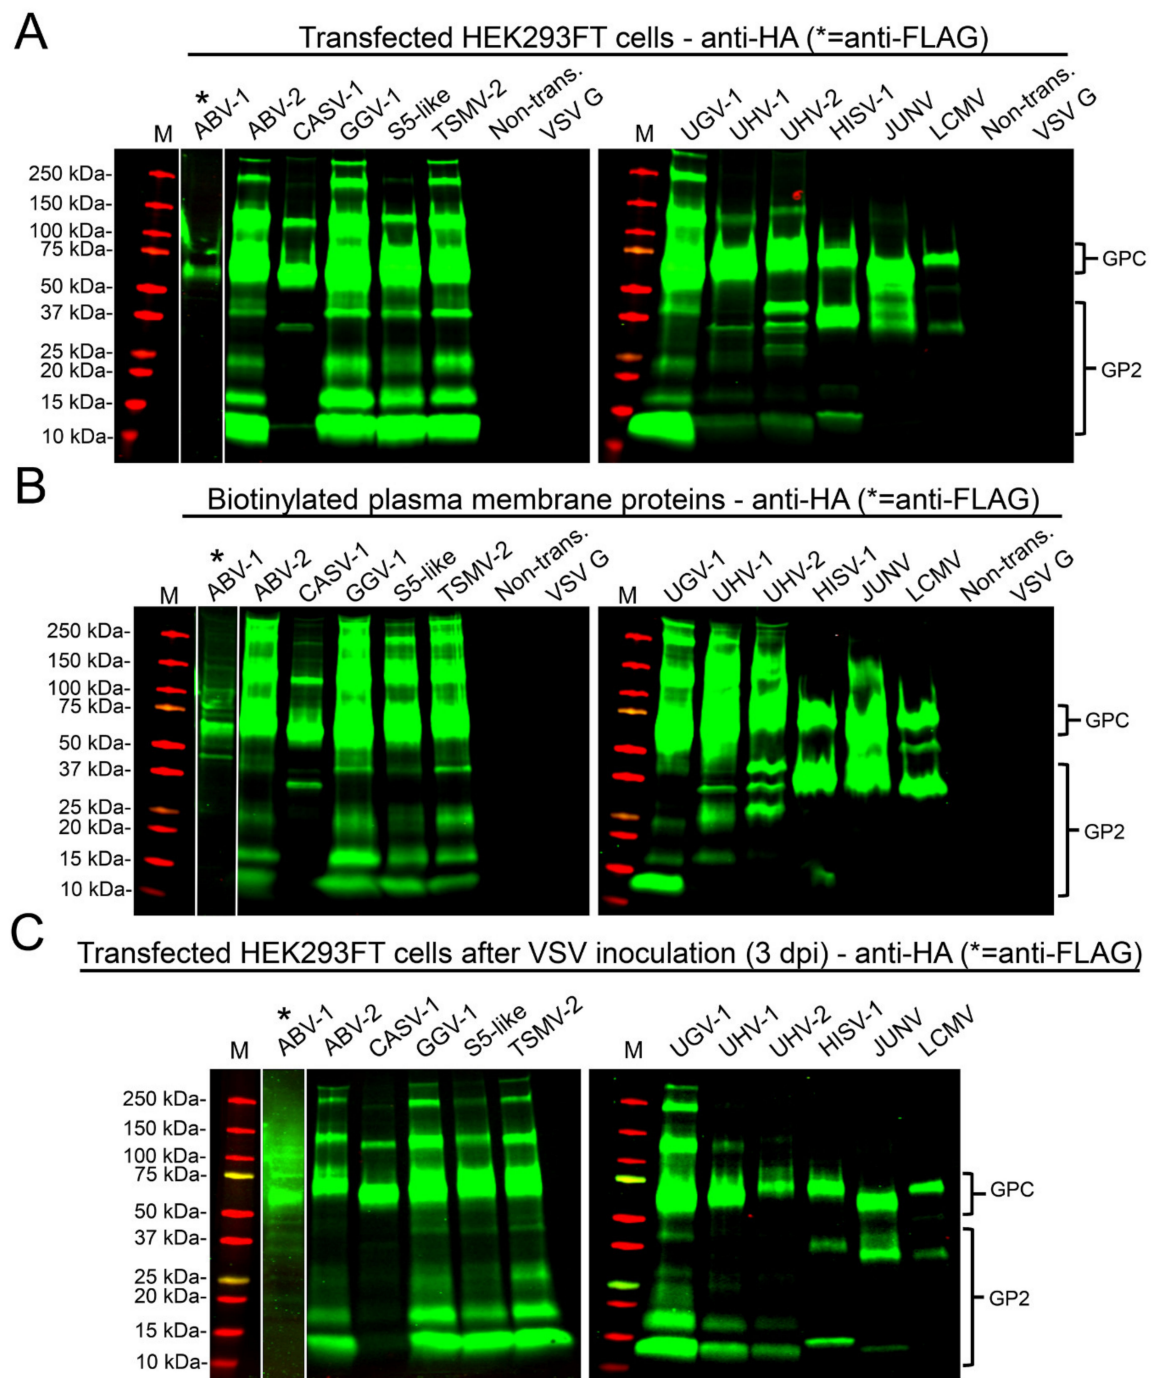 A
Transfected HEK293FT cells - anti-HA (*=anti-FLAG)
M * ABV-1 ABV-2 CASV-1 GGV-1 S5-like TSMV-2 Non-trans. VSV G M UGV-1 UHV-1 UHV-2 HISV-1 JUNV LCMV Non-trans. VSV G
250 kDa-
150 kDa-
100 kDa-
75 kDa-
GPC
50 kDa-
37 kDa-
25 kDa-
20 kDa-
GP2
15 kDa-
10 kDa-
B
Biotinylated plasma membrane proteins - anti-HA (*=anti-FLAG)
M * ABV-1 ABV-2 CASV-1 GGV-1 S5-like TSMV-2 Non-trans. VSV G M UGV-1 UHV-1 UHV-2 HISV-1 JUNV LCMV Non-trans. VSV G
250 kDa-
150 kDa-
100 kDa-
75 kDa-
GPC
50 kDa-
37 kDa-
25 kDa-
20 kDa-
GP2
15 kDa-
10 kDa-
C
Transfected HEK293FT cells after VSV inoculation (3 dpi) - anti-HA (*=anti-FLAG)
M * ABV-1 ABV-2 CASV-1 GGV-1 S5-like TSMV-2 M UGV-1 UHV-1 UHV-2 HISV-1 JUNV LCMV
250 kDa-
150 kDa-
100 kDa-
75 kDa-
GPC
50 kDa-
37 kDa-
25 kDa-
20 kDa-
GP2
15 kDa-
10 kDa-